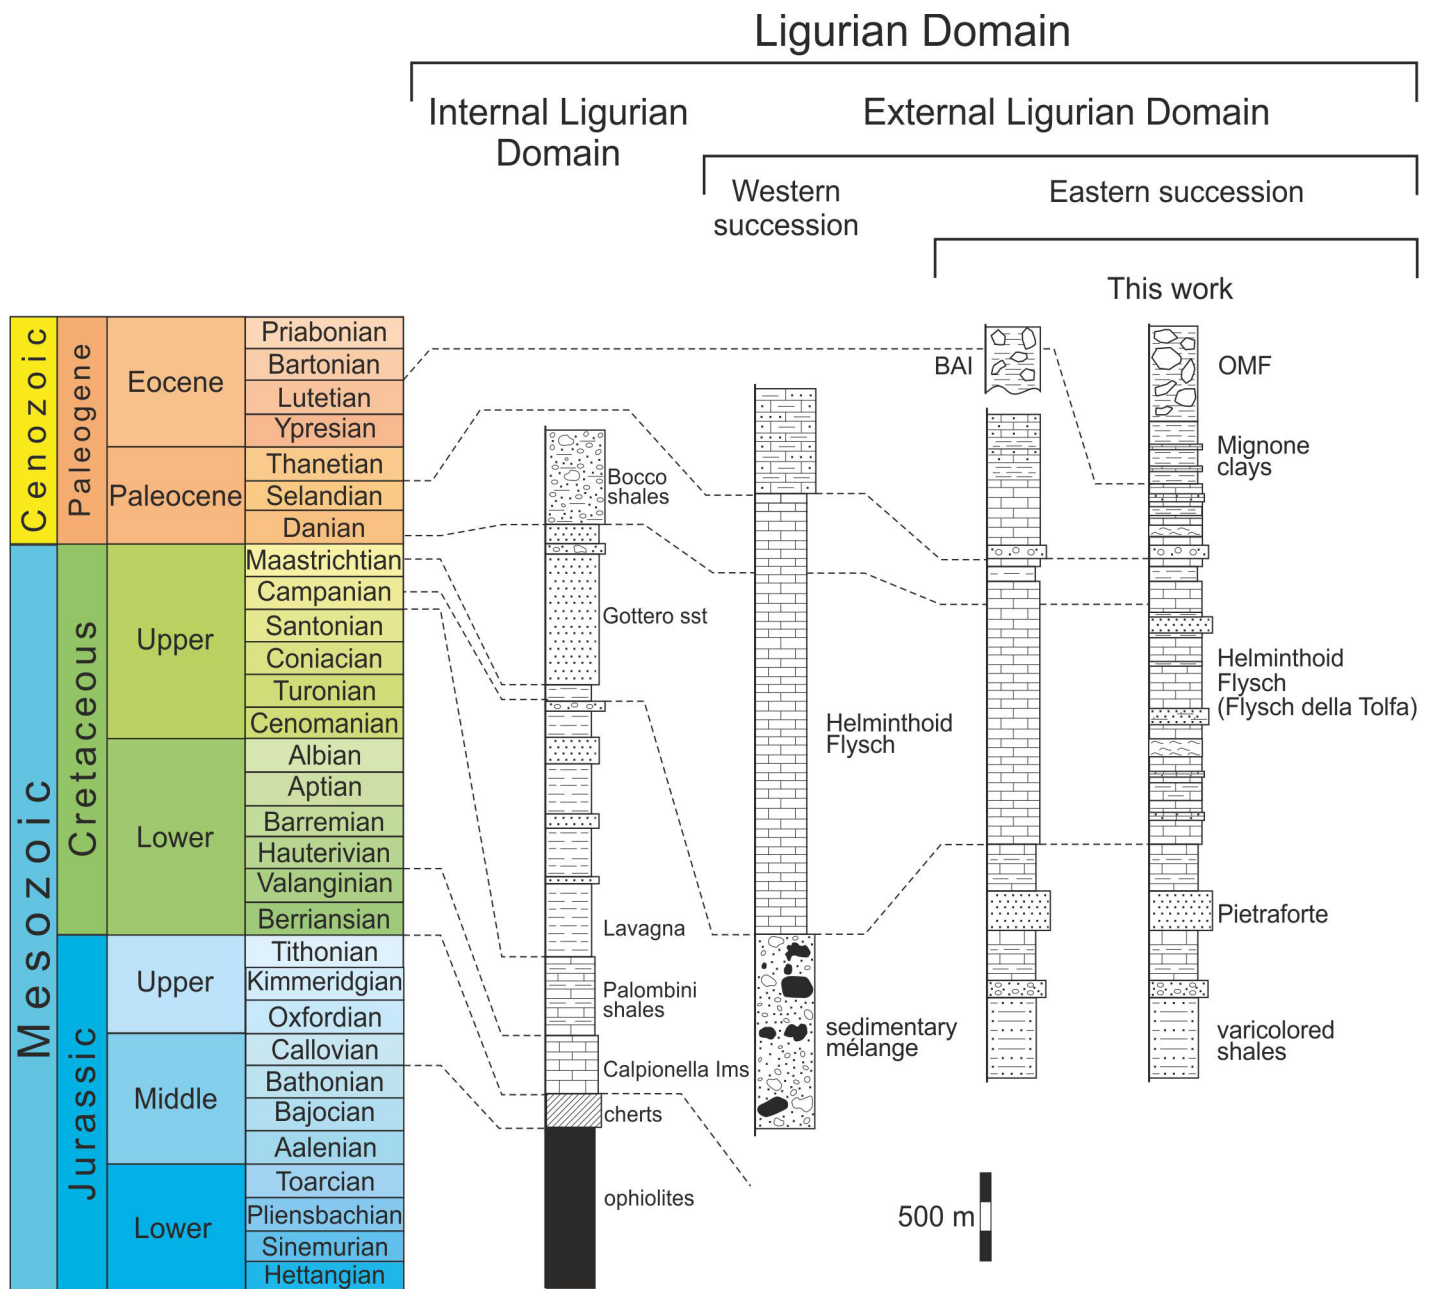 Ligurian Domain
Internal Ligurian
Domain
External Ligurian Domain
Western
succession
Eastern succession
This work
Cenozoic
Mesozoic
Paleogene
Cretaceous
Jurassic
Eocene
Paleocene
Upper
Lower
Upper
Middle
Lower
Priabonian
Bartonian
Lutetian
Ypresian
Thanetian
Selandian
Danian
Maastrichtian
Campanian
Santonian
Coniacian
Turonian
Cenomanian
Albian
Aptian
Barremian
Hauterivian
Valanginian
Berriansian
Tithonian
Kimmeridgian
Oxfordian
Callovian
Bathonian
Bajocian
Aalenian
Toarcian
Pliensbachian
Sinemurian
Hettangian
Bocco
shales
Gottero sst
Lavagna
Palombini
shales
Calpionella lms
cherts
ophiolites
Helminthoid
Flysch
sedimentary
mélange
BAI
OMF
Mignone
clays
Helminthoid
Flysch
(Flysch della Tolfa)
Pietraforte
varicolored
shales
500 m